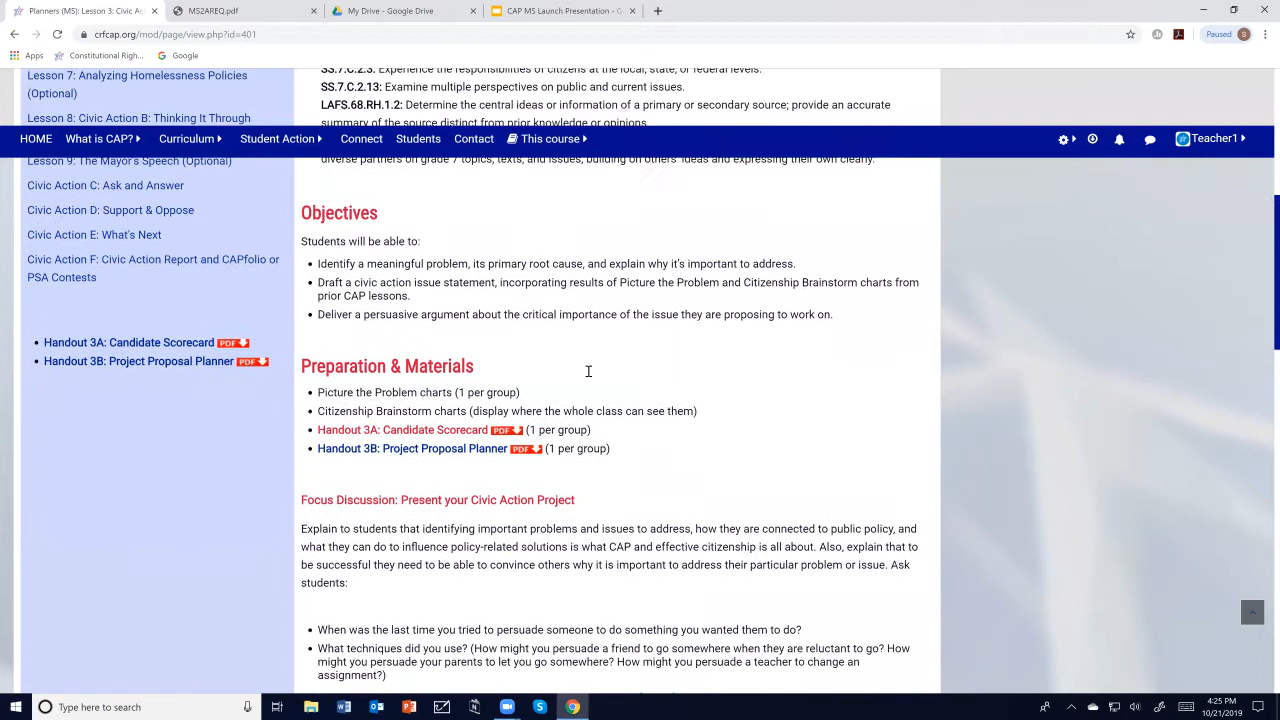 Planners (MS): Lesson 3: Civic Ac
MS2AREQ.pdf
My Drive - Google Drive
CAP MS Launch Presentation - G
crfcap.org/mod/page/view.php?id=401
Paused
S
Apps
Constitutional Righ...
Google
Lesson 7: Analyzing Homelessness Policies
(Optional)
Lesson 8: Civic Action B: Thinking It Through
SS.7.C.2.3: Experience the responsibilities of citizens at the local, state, or federal levels.
SS.7.C.2.13: Examine multiple perspectives on public and current issues.
LAFS.68.RH.1.2: Determine the central ideas or information of a primary or secondary source; provide an accurate
summary of the source distinct from prior knowledge or opinions.
HOME What is CAP? Curriculum Student Action Connect Students Contact This course Teacher1
Lesson 9: The Mayor's Speech (Optional)
Civic Action C: Ask and Answer
Civic Action D: Support & Oppose
Civic Action E: What's Next
Civic Action F: Civic Action Report and CAPfolio or
PSA Contests
Handout 3A: Candidate Scorecard PDF
Handout 3B: Project Proposal Planner PDF
diverse partners on grade 7 topics, texts, and issues, building on others' ideas and expressing their own clearly.
Objectives
Students will be able to:
Identify a meaningful problem, its primary root cause, and explain why it's important to address.
Draft a civic action issue statement, incorporating results of Picture the Problem and Citizenship Brainstorm charts from
prior CAP lessons.
Deliver a persuasive argument about the critical importance of the issue they are proposing to work on.
Preparation & Materials
Picture the Problem charts (1 per group)
Citizenship Brainstorm charts (display where the whole class can see them)
Handout 3A: Candidate Scorecard PDF (1 per group)
Handout 3B: Project Proposal Planner PDF (1 per group)
Focus Discussion: Present your Civic Action Project
Explain to students that identifying important problems and issues to address, how they are connected to public policy, and
what they can do to influence policy-related solutions is what CAP and effective citizenship is all about. Also, explain that to
be successful they need to be able to convince others why it is important to address their particular problem or issue. Ask
students:
When was the last time you tried to persuade someone to do something you wanted them to do?
What techniques did you use? (How might you persuade a friend to go somewhere when they are reluctant to go? How
might you persuade your parents to let you go somewhere? How might you persuade a teacher to change an
assignment?)
Type here to search
4:25 PM
10/21/2019